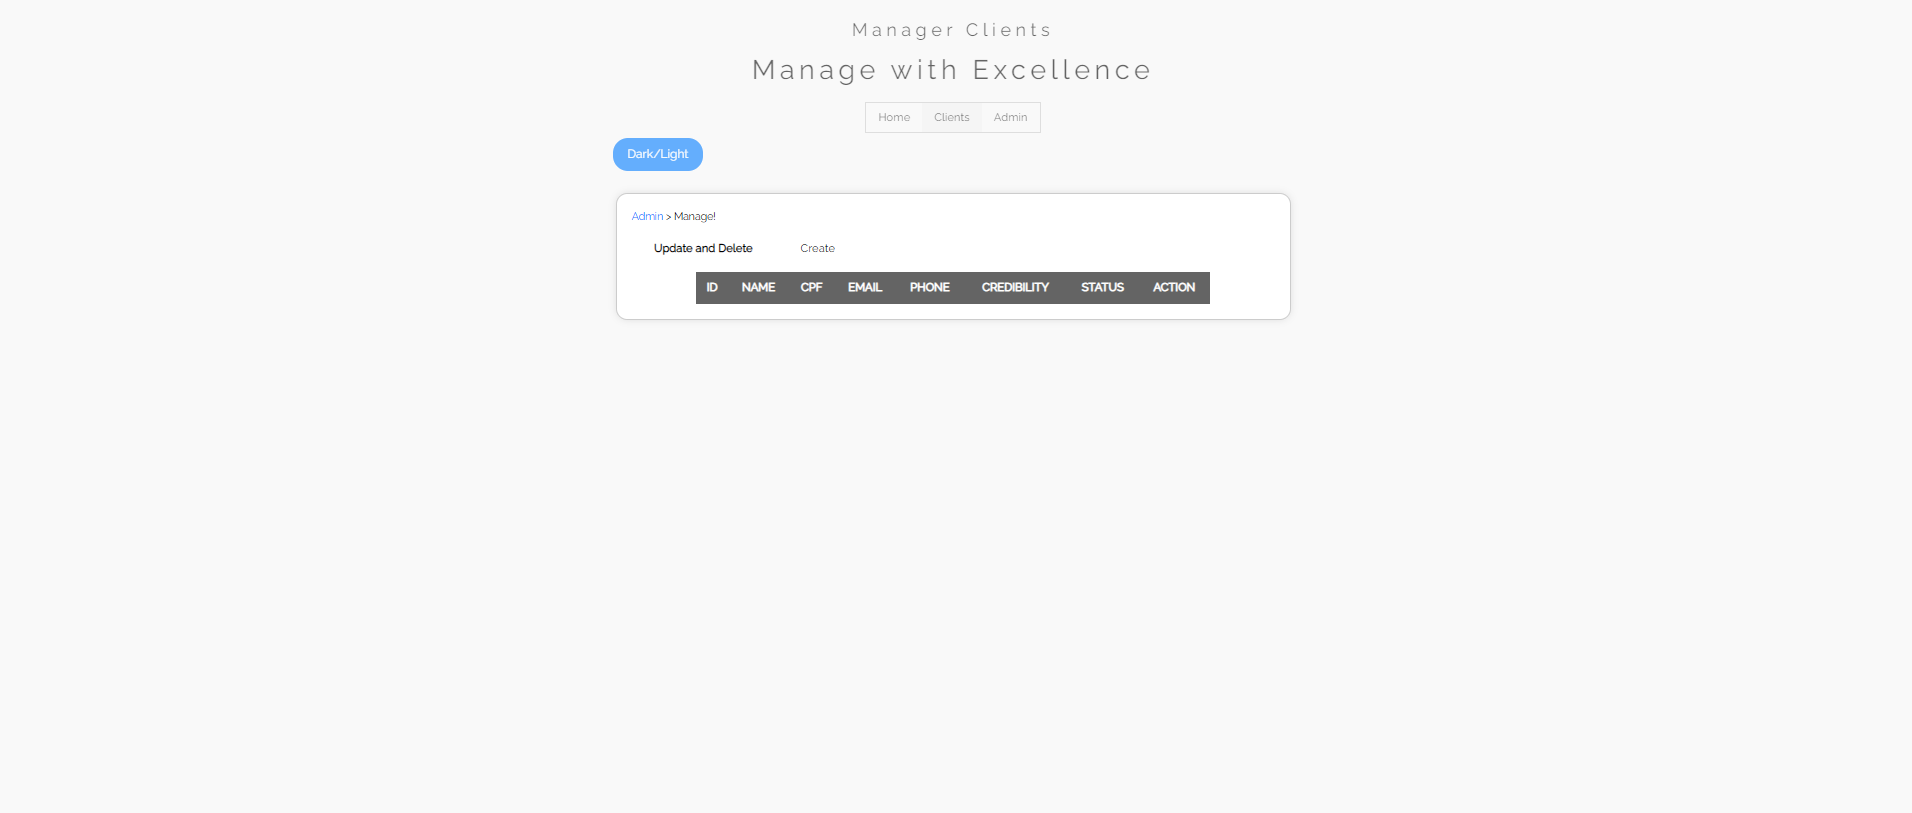 Manager Clients
Manage with Excellence
Home Clients Admin
Dark/Light
Admin > Manage!
Update and Delete Create
ID NAME CPF EMAIL PHONE CREDIBILITY STATUS ACTION